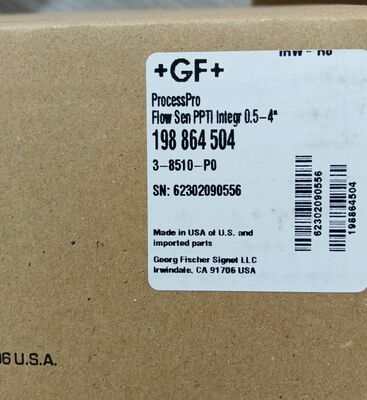 +GF+
ProcessPro
Flow Sen PPTI Integr 0.5-4"
198 864 504
3-8510-P0
SN: 62302090556
Made in USA of U.S. and
imported parts
Georg Fischer Signet LLC
Irwindale, CA 91706 USA
62302090556
198864504
06 U.S.A.